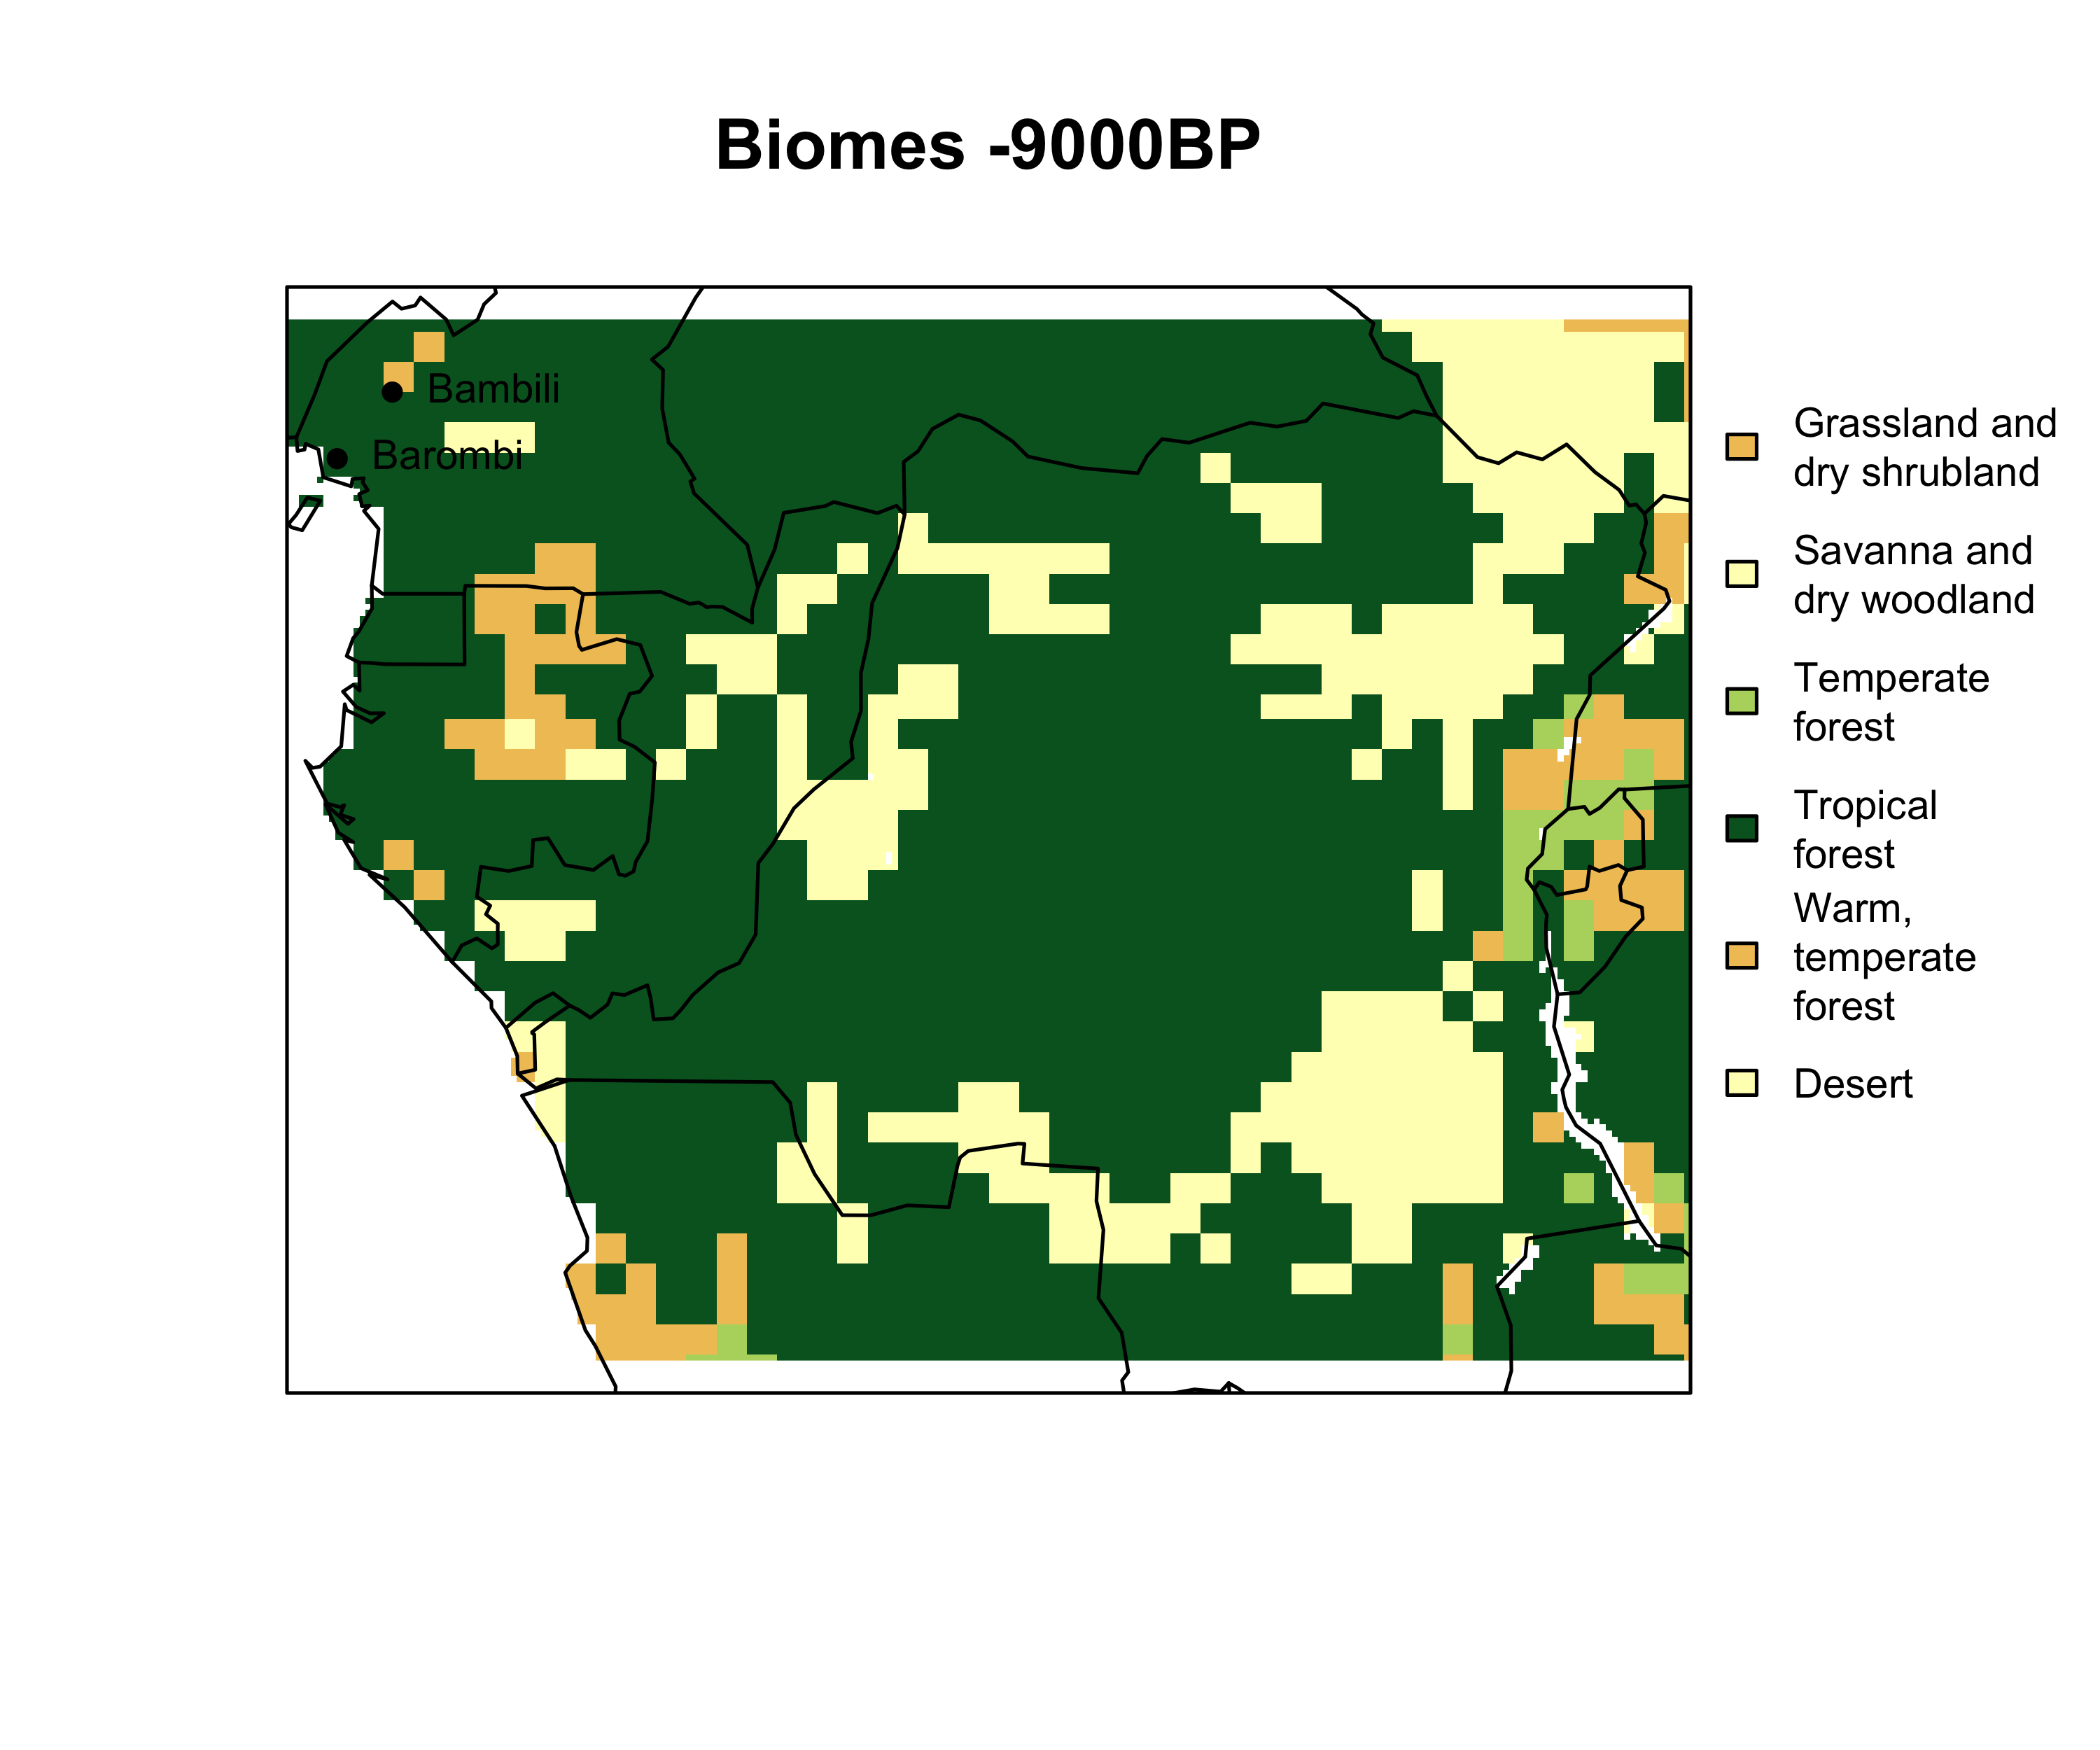 Biomes -9000BP
Bambili
Barombi
Grassland and
dry shrubland
Savanna and
dry woodland
Temperate
forest
Tropical
forest
Warm,
temperate
forest
Desert